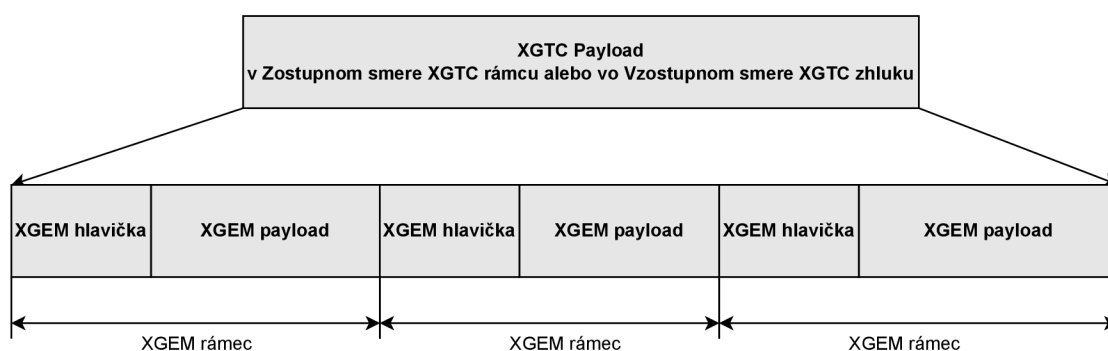 XGTC Payload
v Zostupnom smere XGTC rámcu alebo vo Vzostupnom smere XGTC zhluku
XGEM hlavička
XGEM payload
XGEM hlavička
XGEM payload
XGEM hlavička
XGEM payload
XGEM rámec
XGEM rámec
XGEM rámec